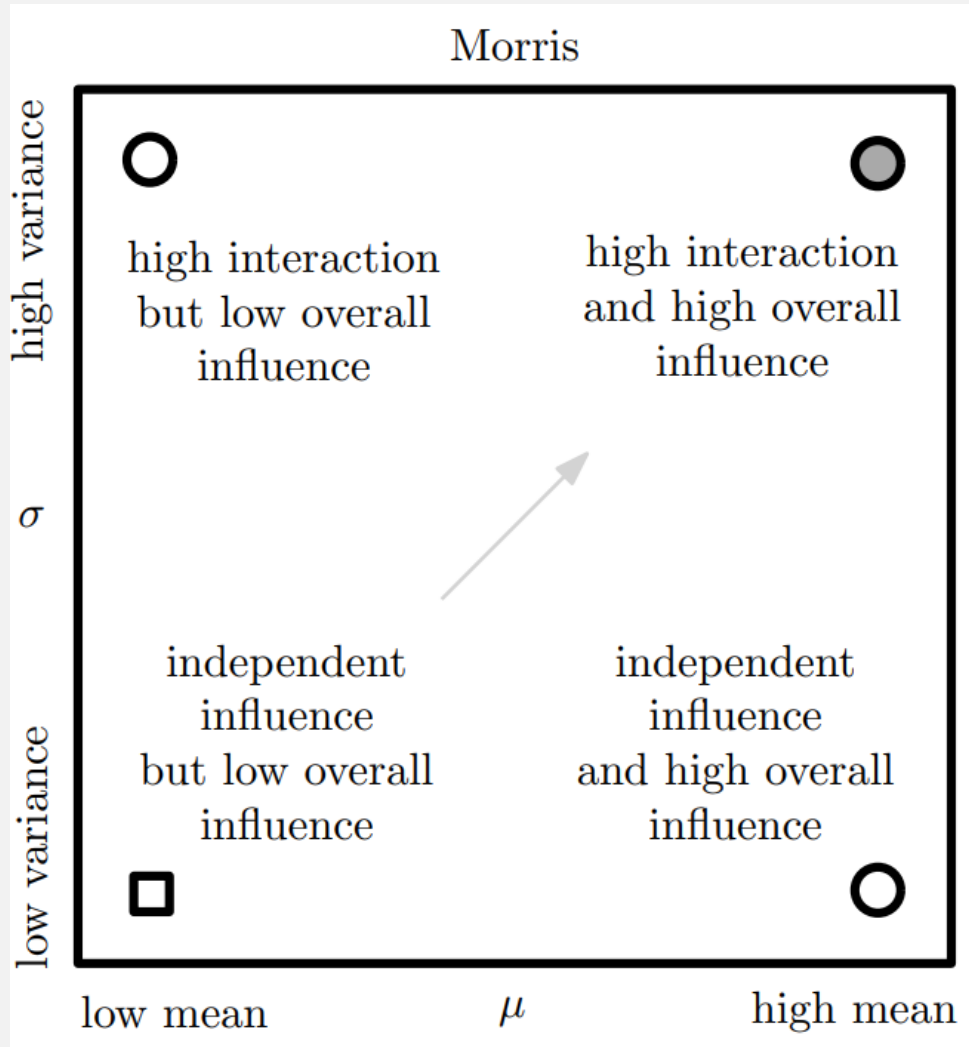 Morris
high variance
high interaction
but low overall
influence
high interaction
and high overall
influence
σ
independent
influence
but low overall
influence
independent
influence
and high overall
influence
low variance
low mean
μ
high mean